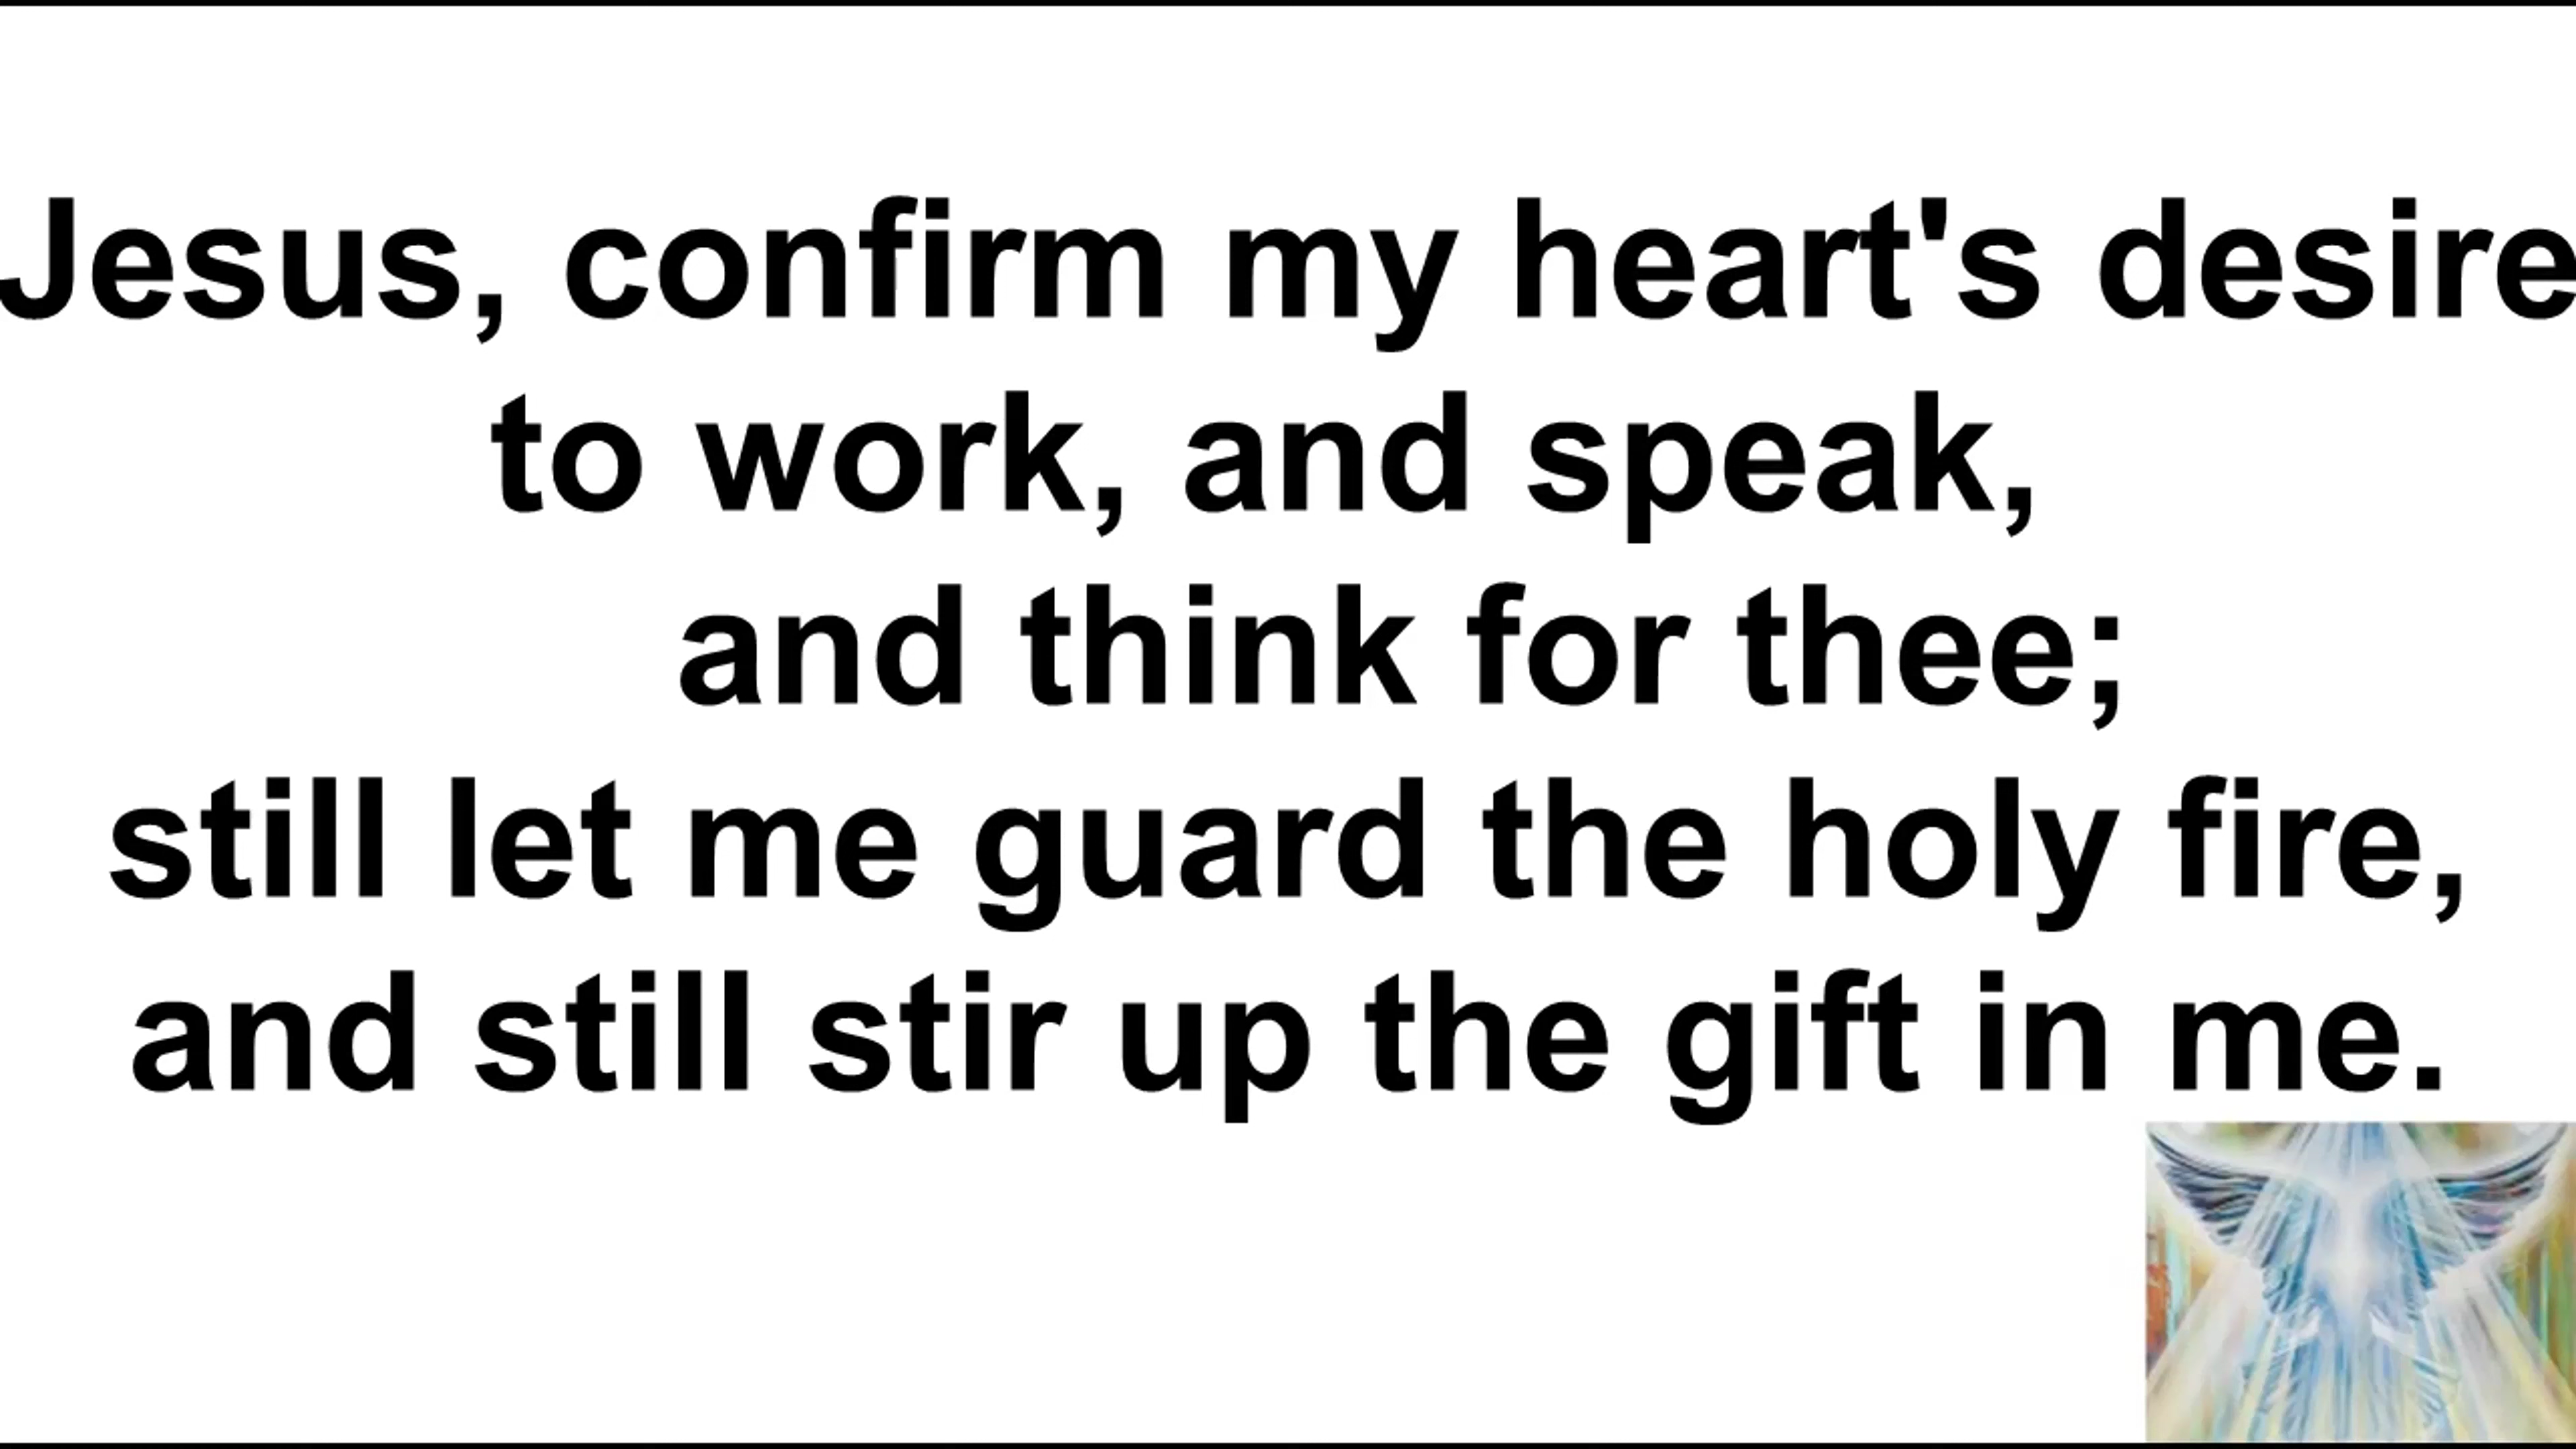 Jesus, confirm my heart's desire
to work, and speak,
and think for thee;
still let me guard the holy fire,
and still stir up the gift in me.